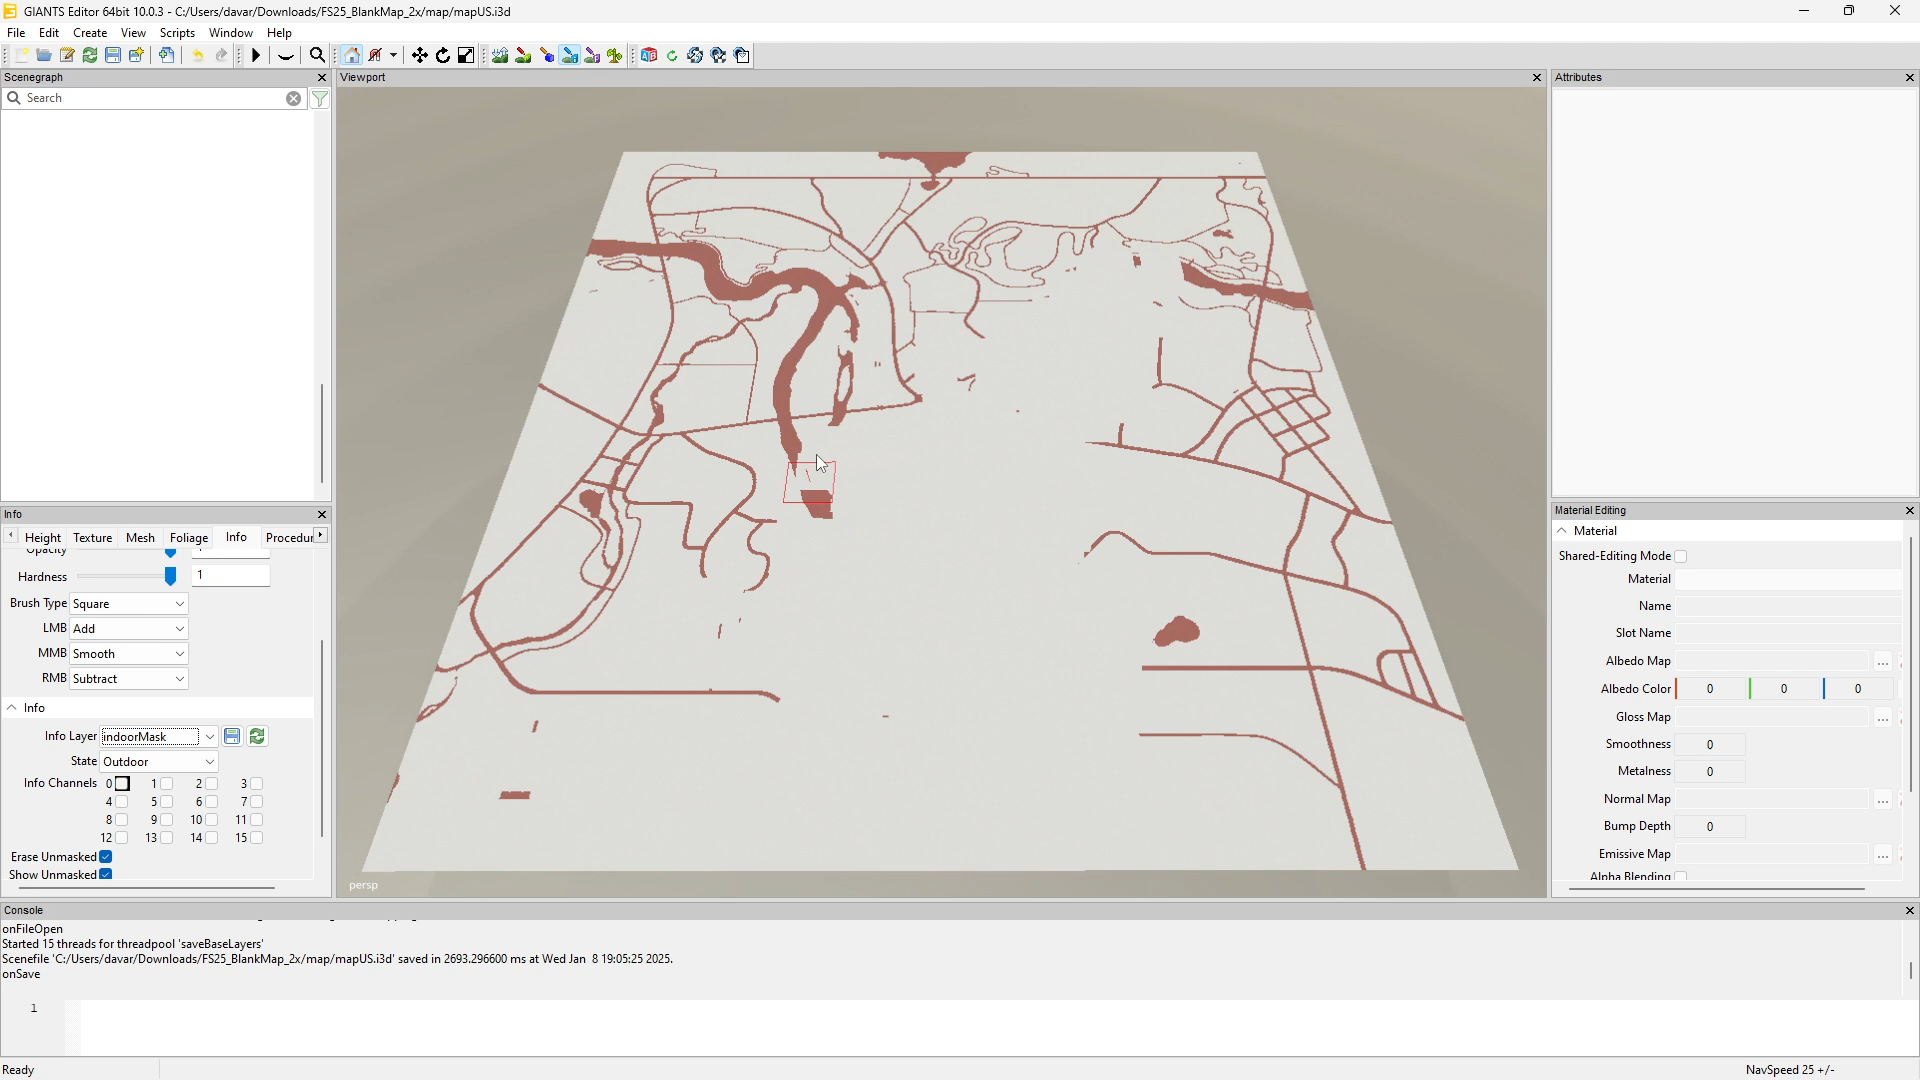 GIANTS Editor 64bit 10.0.3 - C:/Users/davar/Downloads/FS25_BlankMap_2x/map/mapUS.i3d
File Edit Create View Scripts Window Help
Scenegraph
Search
Viewport
persp
Attributes
Info
Height Texture Mesh Foliage Info Procedur
Opacity
Hardness 1
Brush Type Square
LMB Add
MMB Smooth
RMB Subtract
Info
Info Layer indoorMask
State Outdoor
Info Channels 0 1 2 3
4 5 6 7
8 9 10 11
12 13 14 15
Erase Unmasked
Show Unmasked
Material Editing
Material
Shared-Editing Mode
Material
Name
Slot Name
Albedo Map ...
Albedo Color 0 0 0
Gloss Map ...
Smoothness 0
Metalness 0
Normal Map ...
Bump Depth 0
Emissive Map ...
Alpha Blending
Console
onFileOpen
Started 15 threads for threadpool 'saveBaseLayers'
Scenefile 'C:/Users/davar/Downloads/FS25_BlankMap_2x/map/mapUS.i3d' saved in 2693.296600 ms at Wed Jan 8 19:05:25 2025.
onSave
1
Ready
NavSpeed 25 +/-